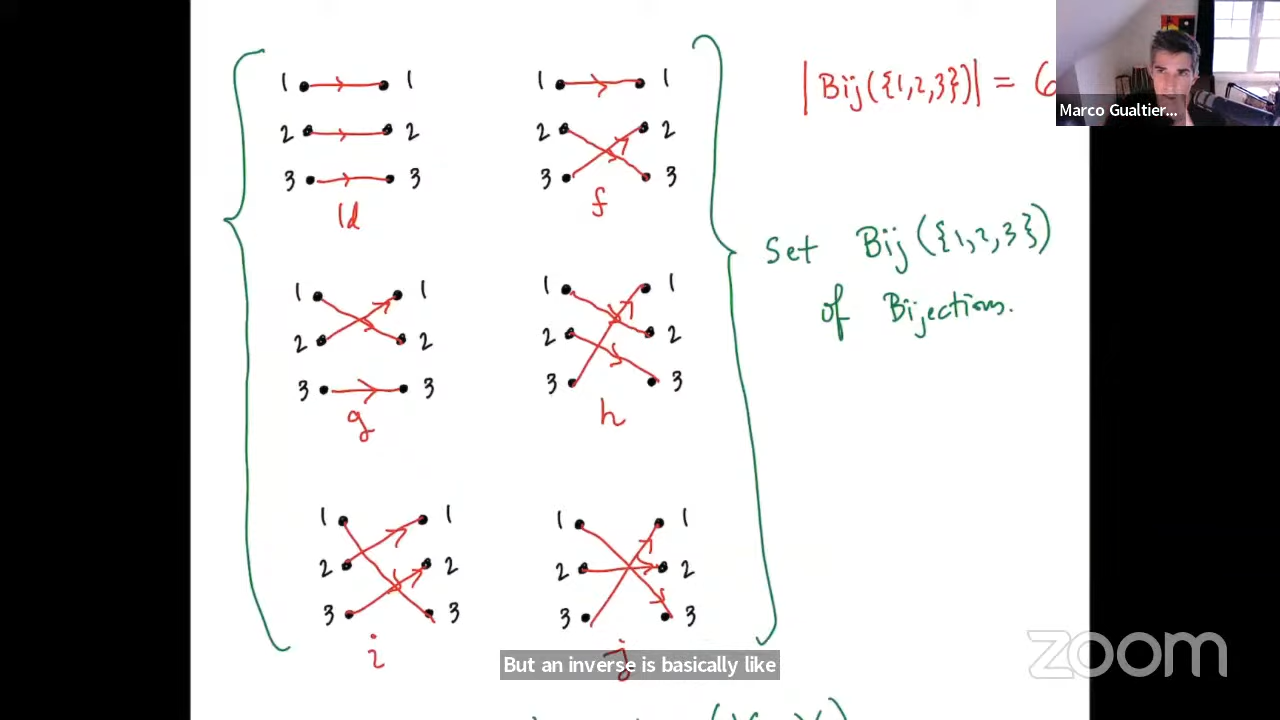 1 1 1 1
2 2 2 3
3 3 3 2
Id f
|Bij({1,2,3})| = 6
Marco Gualtier...
Set Bij({1,2,3})
of Bijections.
1 1 1 1
2 2 2 2
3 3 3 3
g h
1 1 1 1
2 2 2 2
3 3 3 3
i j
But an inverse is basically like
zoom